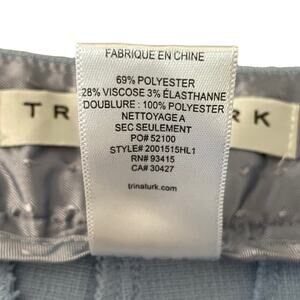 FABRIQUE EN CHINE
69% POLYESTER
28% VISCOSE 3% ÉLASTHANNE
DOUBLURE : 100% POLYESTER
NETTOYAGE A
SEC SEULEMENT
PO# 52100
STYLE# 2001515HL1
RN# 93415
CA# 30427
trinaturk.com
TRI
RK